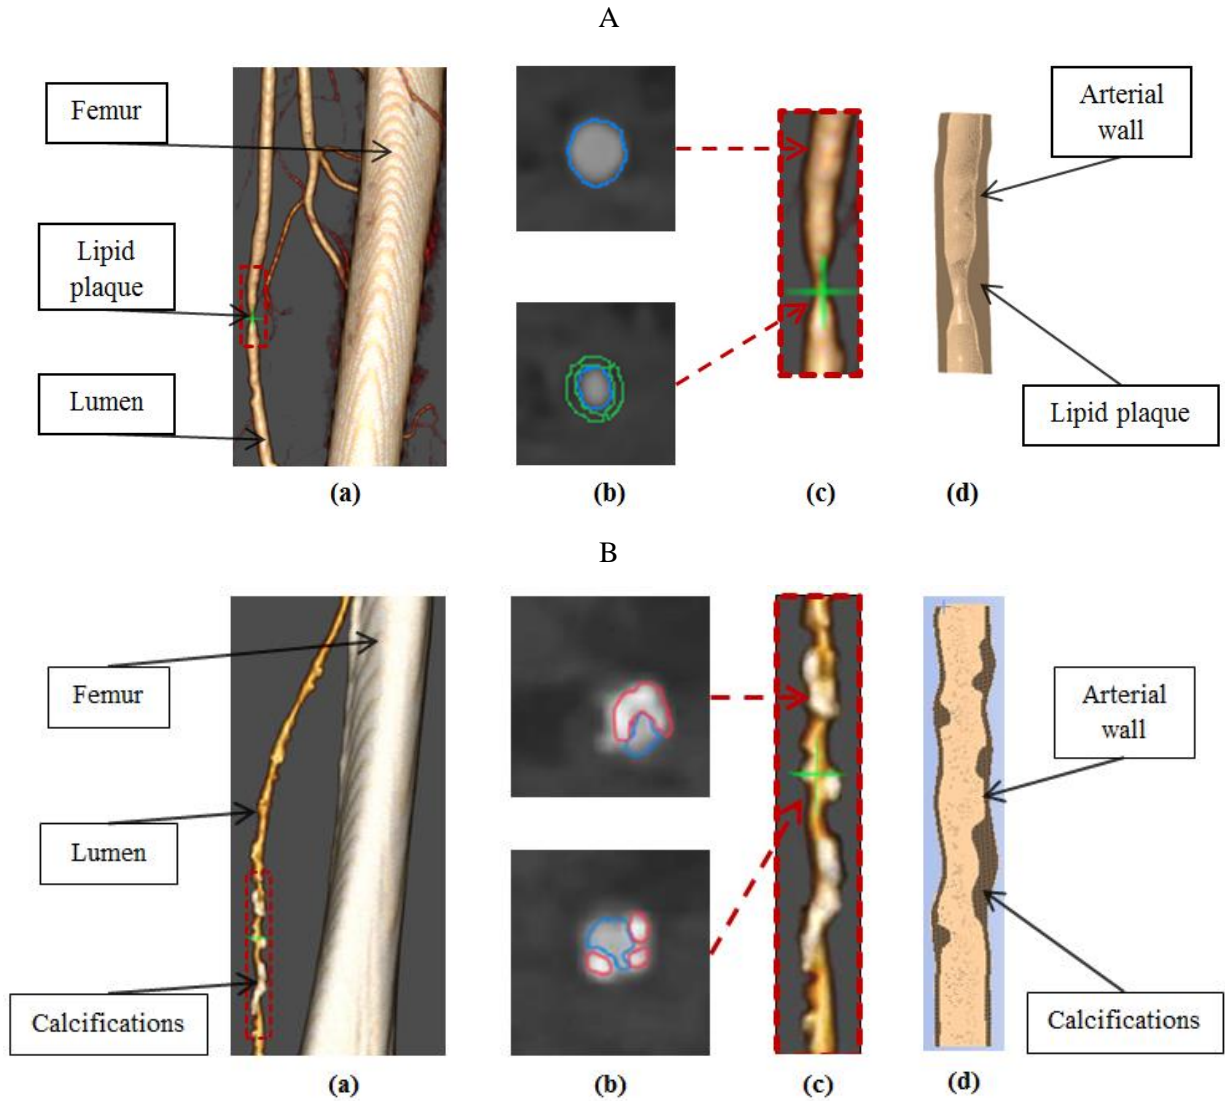 A
Femur
Lipid
plaque
Lumen
Arterial
wall
Lipid plaque
(a)
(b)
(c)
(d)
B
Femur
Lumen
Calcifications
Arterial
wall
Calcifications
(a)
(b)
(c)
(d)